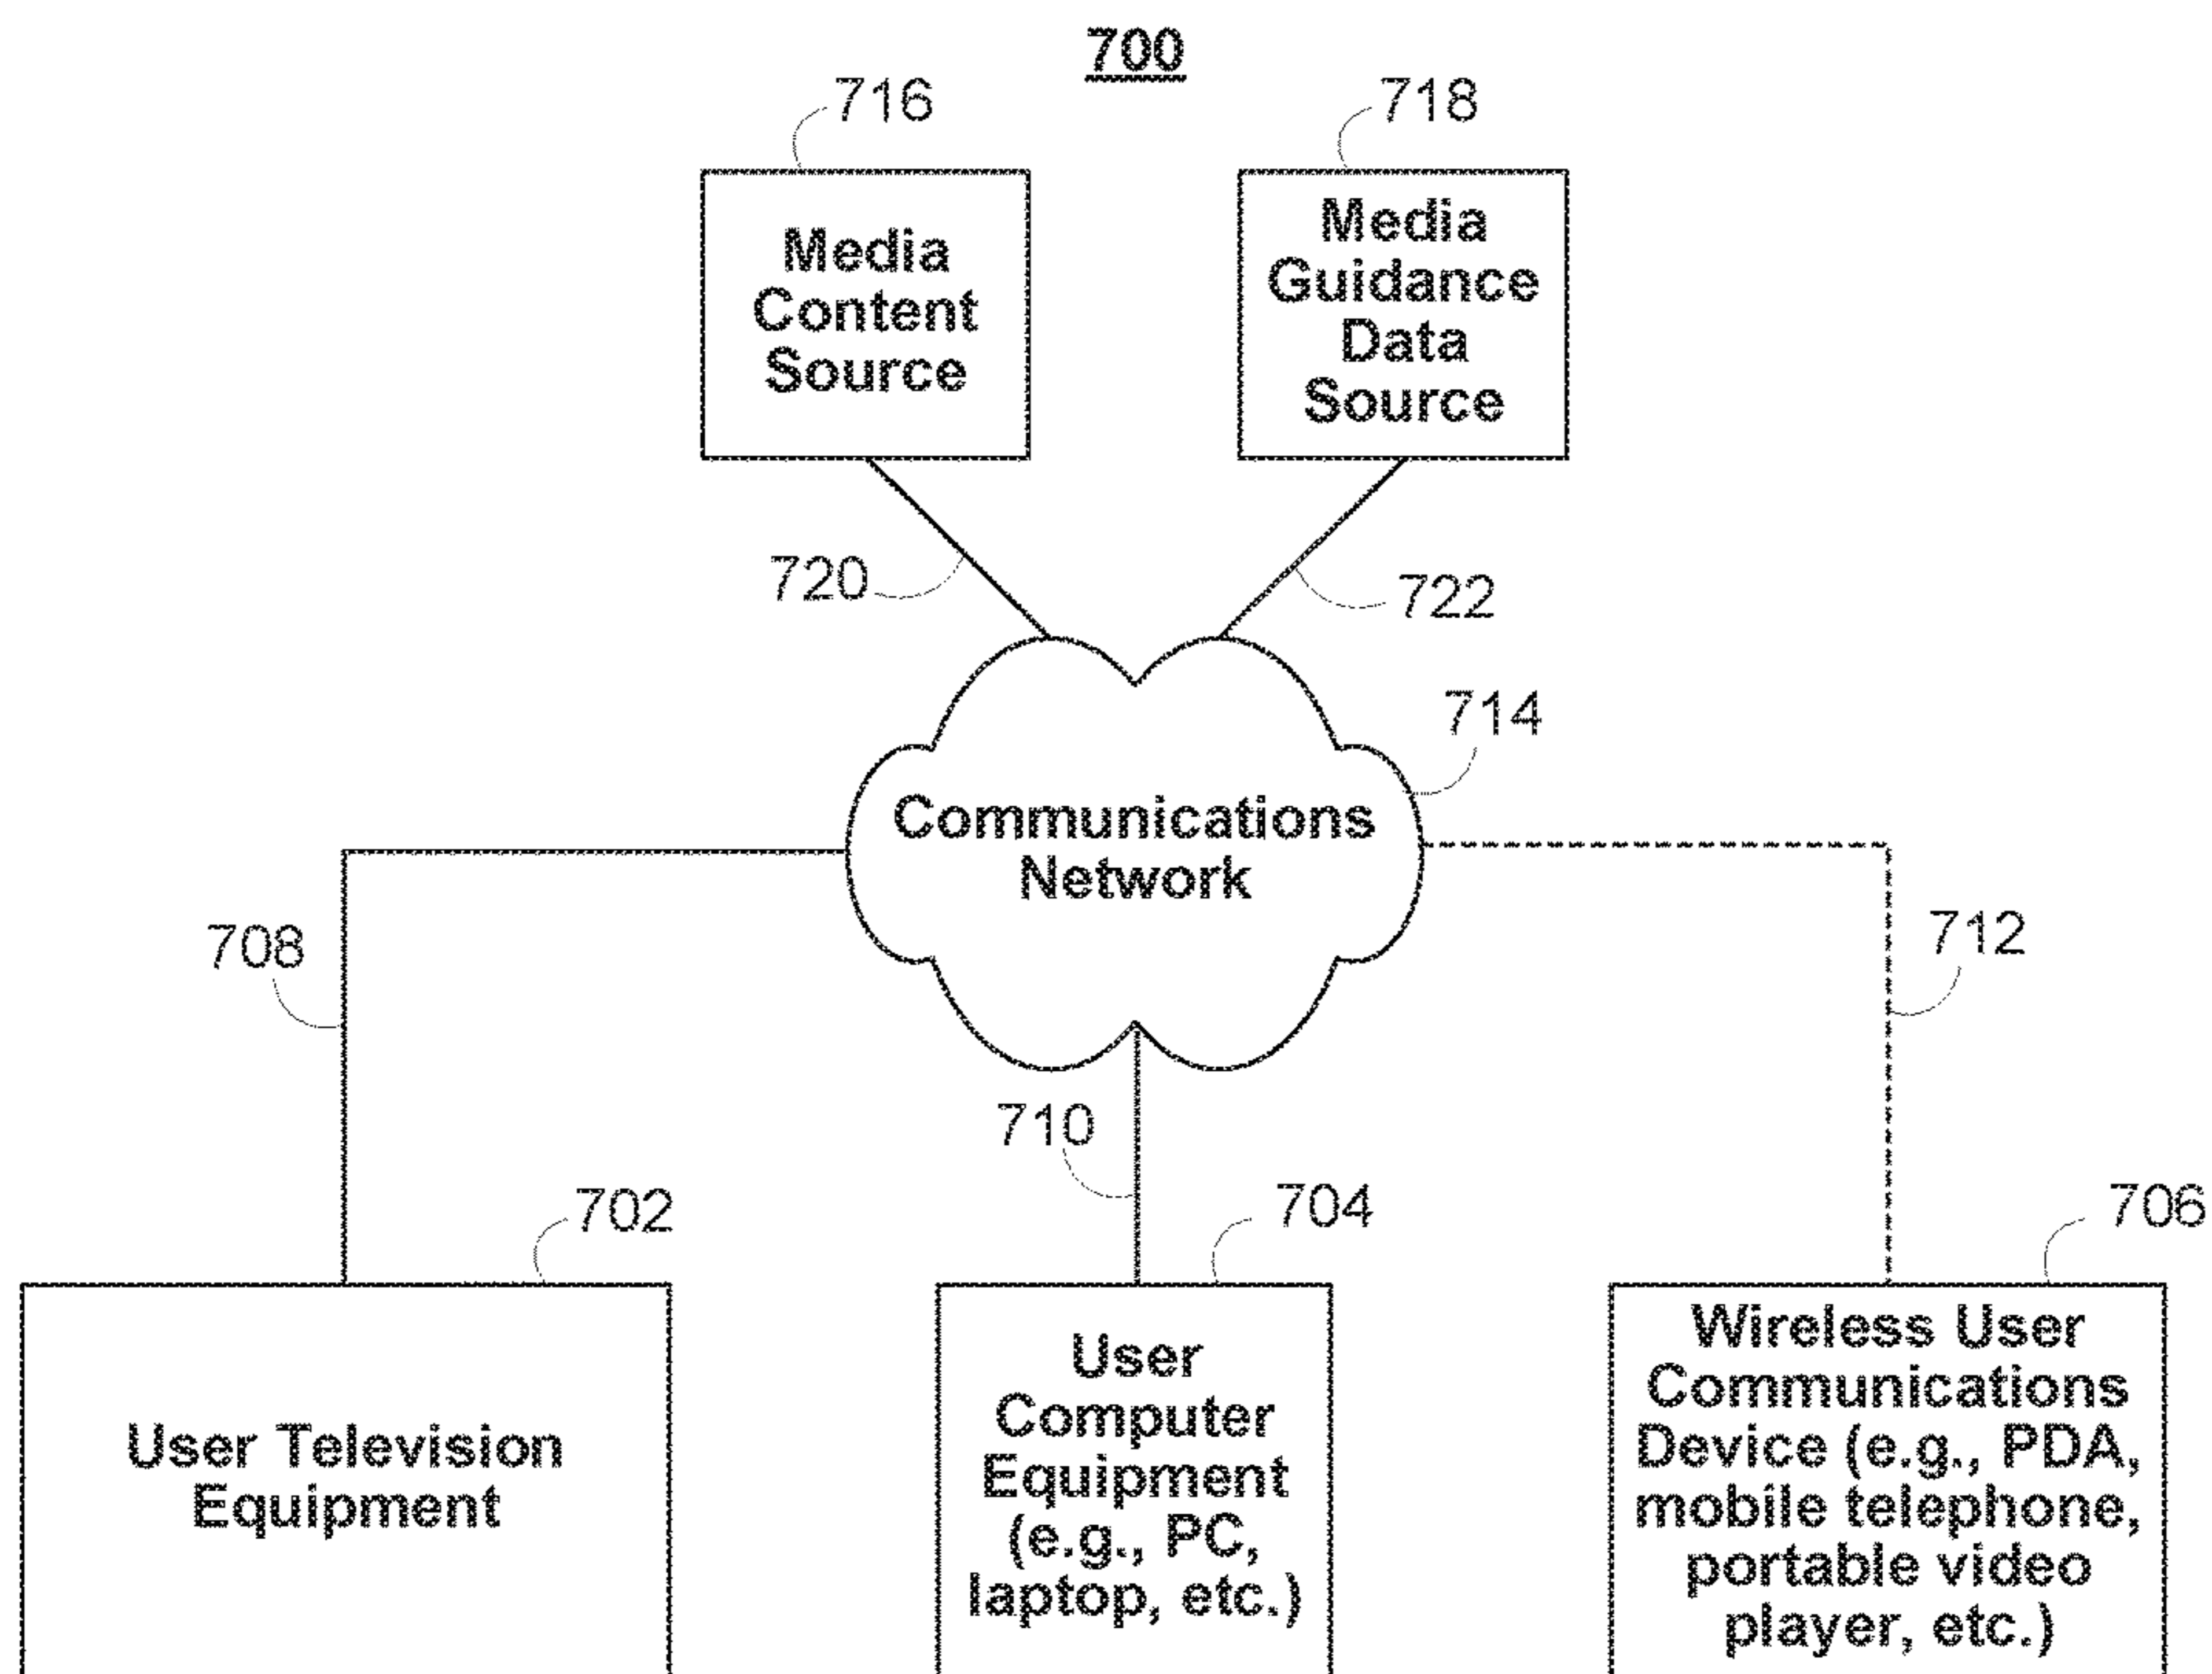 700
716
718
Media
Content
Source
Media
Guidance
Data
Source
720
722
714
Communications
Network
708
712
710
702
704
706
User Television
Equipment
User
Computer
Equipment
(e.g., PC,
laptop, etc.)
Wireless User
Communications
Device (e.g., PDA,
mobile telephone,
portable video
player, etc.)